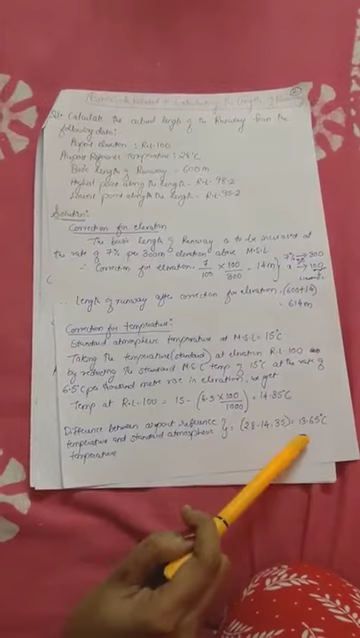 Q1. Calculate the actual length of the Runway from the
following data:
Airport elevation : R.L. 100
Airport Reference Temperature : 28°C
Basic length of Runway - 600m
Highest point along the length - R.L. 98.2
Lowest point along the length - R.L. 95.2
Solution:
Correction for elevation
The basic length of Runway is to be increased at
the rate of 7% per 300m elevation above M.S.L
∴ Correction for elevation. 7/100 × 100/300 = 14m
7% → 300
→ 100
∴ Length of runway after correction for elevation = (600+14)
= 614m
Correction for temperature:
Standard atmospheric temperature at M.S.L = 15°C
Taking the temperature (standard) at elevation R.L. 100
by reducing the standard M.S.L temp of 15°C at the rate of
6.5°C per thousand metre rise in elevation, we get
Temp at R.L. 100 = 15 - (6.5 × 100/1000) = 14.35°C
Difference between airport reference
temperature and standard atmospheric = (28-14.35) = 13.65°C
temperature